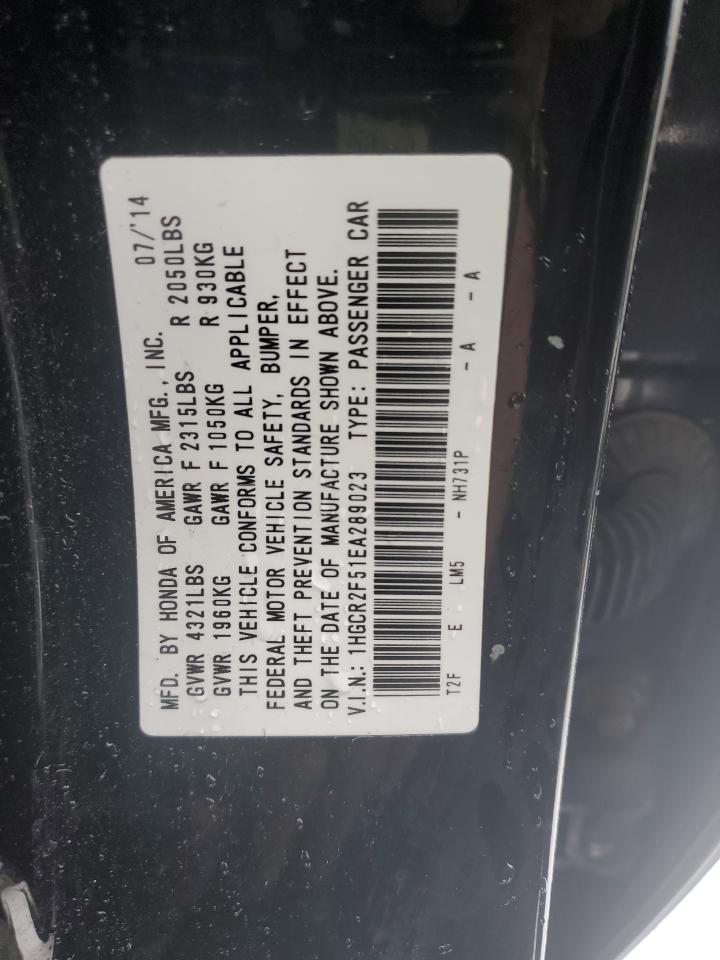 MFD. BY HONDA OF AMERICA MFG., INC. 07/'14
GVWR 4321LBS GAWR F 2315LBS R 2050LBS
GVWR 1960KG GAWR F 1050KG R 930KG
THIS VEHICLE CONFORMS TO ALL APPLICABLE
FEDERAL MOTOR VEHICLE SAFETY, BUMPER,
AND THEFT PREVENTION STANDARDS IN EFFECT
ON THE DATE OF MANUFACTURE SHOWN ABOVE.
V.I.N.: 1HGCR2F51EA289023 TYPE: PASSENGER CAR
T2F E LM5 - NH731P - A - A